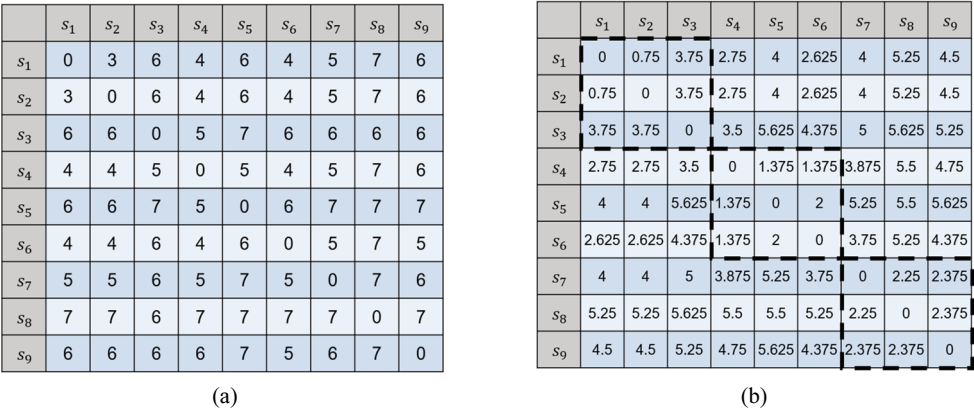 s1 s2 s3 s4 s5 s6 s7 s8 s9
s1 0 3 6 4 6 4 5 7 6
s2 3 0 6 4 6 4 5 7 6
s3 6 6 0 5 7 6 6 6 6
s4 4 4 5 0 5 4 5 7 6
s5 6 6 7 5 0 6 7 7 7
s6 4 4 6 4 6 0 5 7 5
s7 5 5 6 5 7 5 0 7 6
s8 7 7 6 7 7 7 7 0 7
s9 6 6 6 6 7 5 6 7 0
(a)
s1 s2 s3 s4 s5 s6 s7 s8 s9
s1 0 0.75 3.75 2.75 4 2.625 4 5.25 4.5
s2 0.75 0 3.75 2.75 4 2.625 4 5.25 4.5
s3 3.75 3.75 0 3.5 5.625 4.375 5 5.625 5.25
s4 2.75 2.75 3.5 0 1.375 1.375 3.875 5.5 4.75
s5 4 4 5.625 1.375 0 2 5.25 5.5 5.625
s6 2.625 2.625 4.375 1.375 2 0 3.75 5.25 4.375
s7 4 4 5 3.875 5.25 3.75 0 2.25 2.375
s8 5.25 5.25 5.625 5.5 5.5 5.25 2.25 0 2.375
s9 4.5 4.5 5.25 4.75 5.625 4.375 2.375 2.375 0
(b)